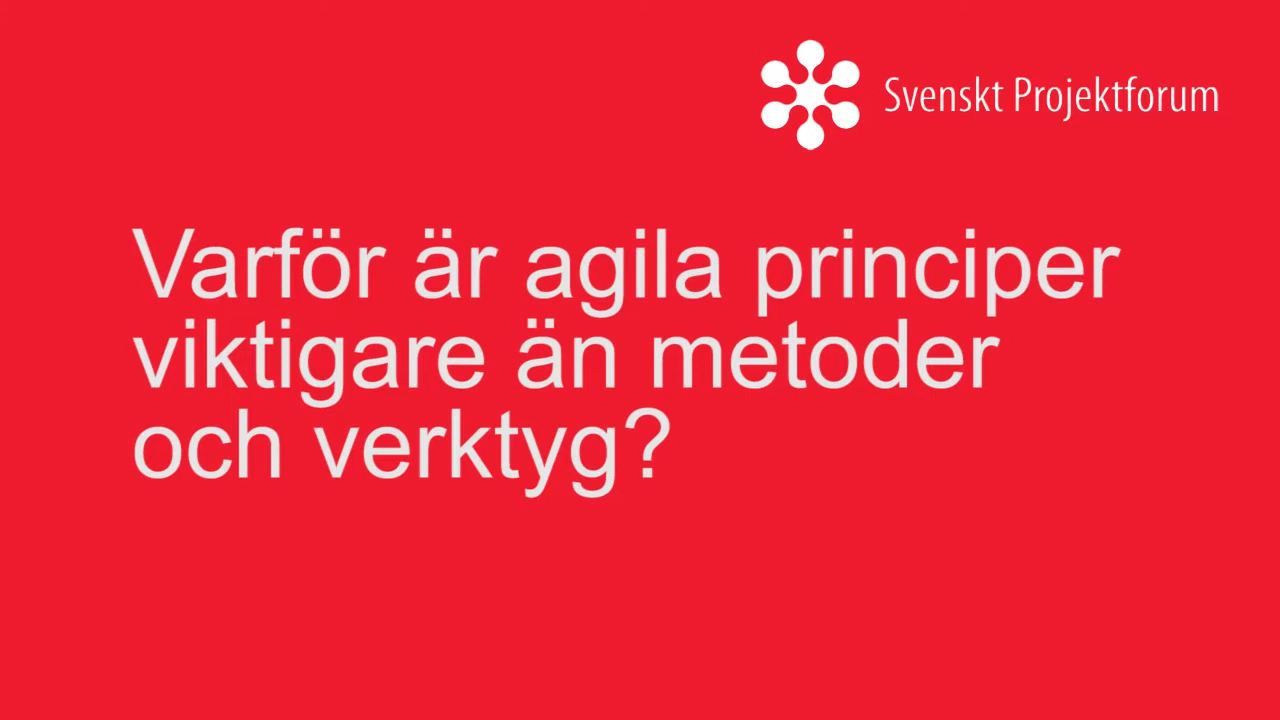 Svenskt Projektforum
Varför är agila principer
viktigare än metoder
och verktyg?